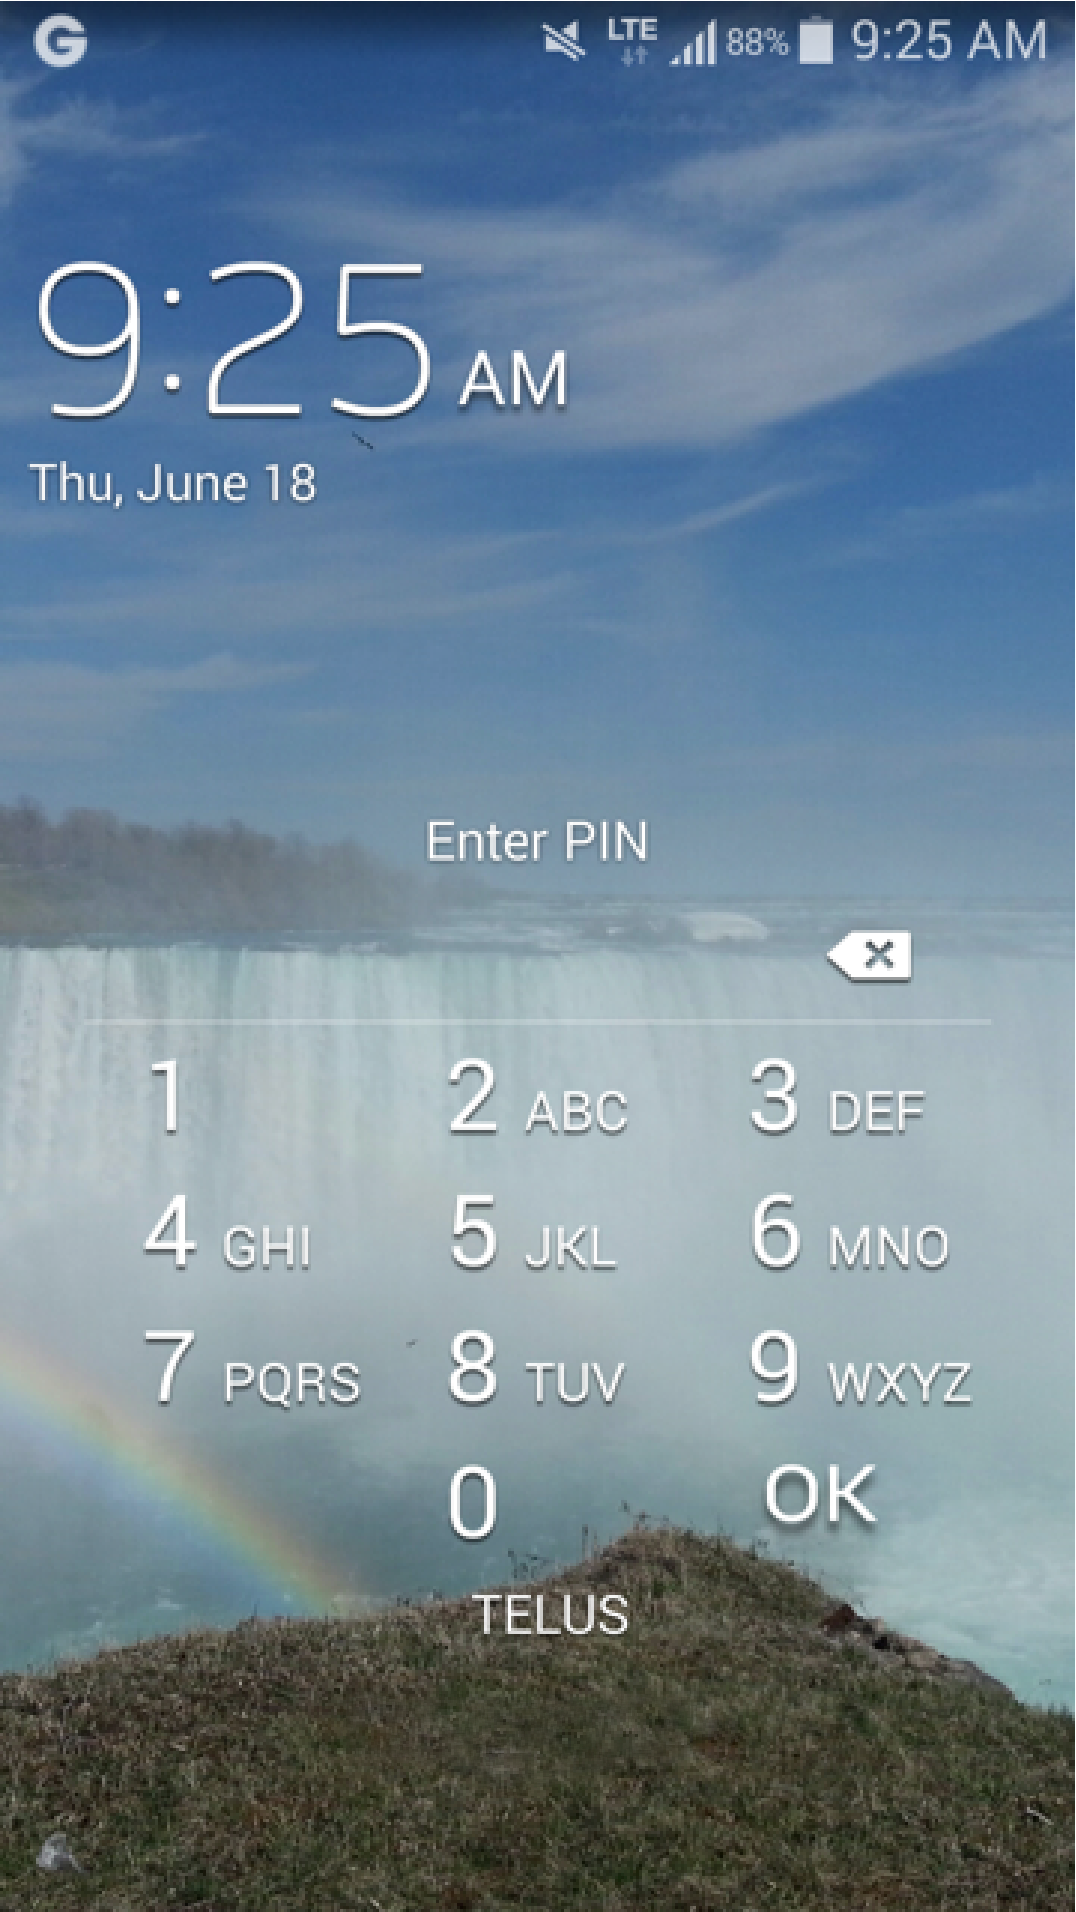 G LTE 88% 9:25 AM
9:25 AM
Thu, June 18
Enter PIN
1 2 ABC 3 DEF
4 GHI 5 JKL 6 MNO
7 PQRS 8 TUV 9 WXYZ
0 OK
TELUS